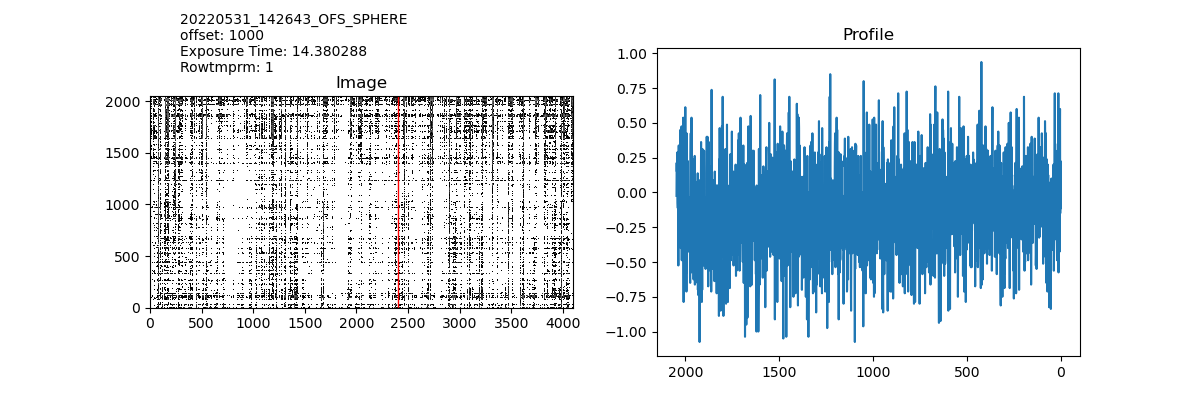 20220531_142643_OFS_SPHERE
offset: 1000
Exposure Time: 14.380288
Rowtmprm: 1
Image
2000
1500
1000
500
0
0 500 1000 1500 2000 2500 3000 3500 4000
Profile
1.00
0.75
0.50
0.25
0.00
−0.25
−0.50
−0.75
−1.00
2000 1500 1000 500 0